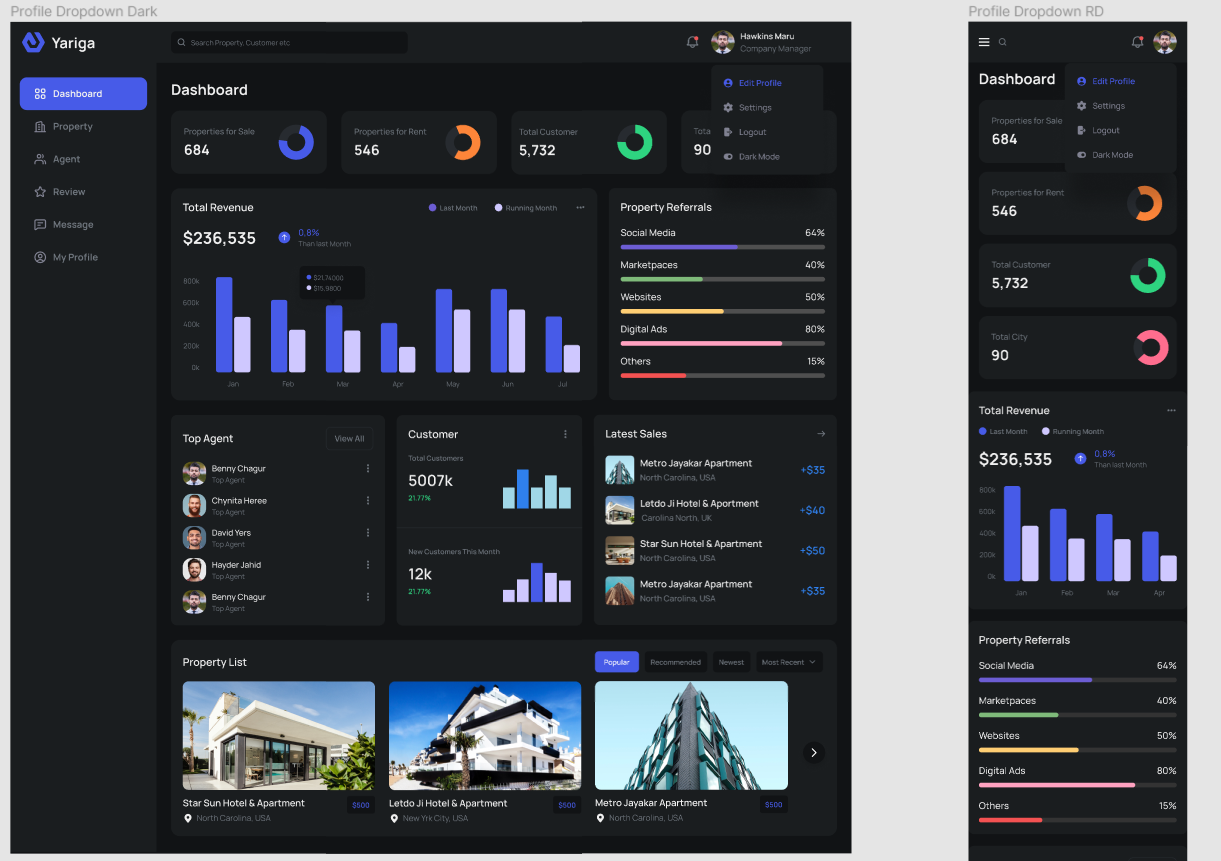 Profile Dropdown Dark
Yariga
Search Property, Customer etc
Hawkins Maru
Company Manager
Dashboard
Property
Agent
Review
Message
My Profile
Dashboard
Edit Profile
Settings
Logout
Dark Mode
Properties for Sale
684
Properties for Rent
546
Total Customer
5,732
Tota
90
Total Revenue
Last Month
Running Month
$236,535
0,8%
Than last Month
$21,74000
$15,9800
800k
600k
400k
200k
0k
Jan Feb Mar Apr May Jun Jul
Property Referrals
Social Media 64%
Marketpaces 40%
Websites 50%
Digital Ads 80%
Others 15%
Top Agent
View All
Benny Chagur
Top Agent
Chynita Heree
Top Agent
David Yers
Top Agent
Hayder Jahid
Top Agent
Benny Chagur
Top Agent
Customer
Total Customers
5007k
21.77%
New Customers This Month
12k
21.77%
Latest Sales
Metro Jayakar Apartment
North Carolina, USA
+$35
Letdo Ji Hotel & Aportment
Carolina North, UK
+$40
Star Sun Hotel & Apartment
North Carolina, USA
+$50
Metro Jayakar Apartment
North Carolina, USA
+$35
Property List
Popular
Recommended
Newest
Most Recent
Star Sun Hotel & Apartment
$500
North Carolina, USA
Letdo Ji Hotel & Apartment
$500
New Yrk City, USA
Metro Jayakar Apartment
$500
North Carolina, USA
Profile Dropdown RD
Dashboard
Edit Profile
Settings
Logout
Dark Mode
Properties for Sale
684
Properties for Rent
546
Total Customer
5,732
Total City
90
Total Revenue
Last Month
Running Month
$236,535
0,8%
Than last Month
800k
600k
400k
200k
0k
Jan Feb Mar Apr
Property Referrals
Social Media 64%
Marketpaces 40%
Websites 50%
Digital Ads 80%
Others 15%